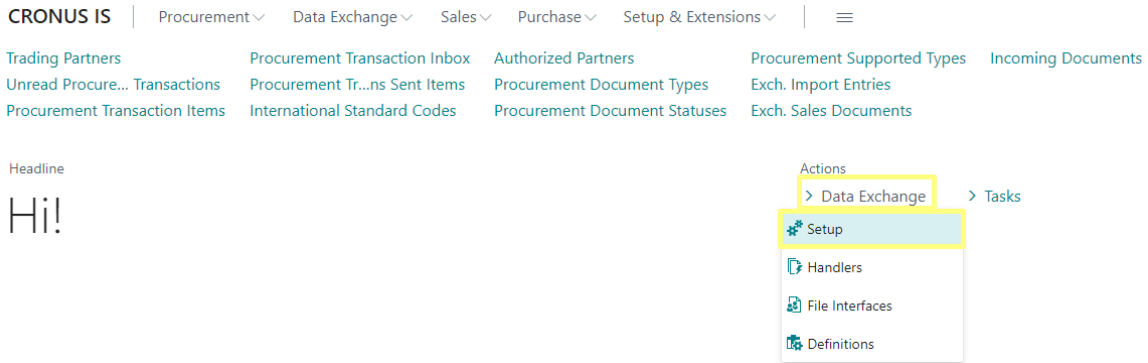 CRONUS IS Procurement Data Exchange Sales Purchase Setup & Extensions
Trading Partners Procurement Transaction Inbox Authorized Partners Procurement Supported Types Incoming Documents
Unread Procure... Transactions Procurement Tr...ns Sent Items Procurement Document Types Exch. Import Entries
Procurement Transaction Items International Standard Codes Procurement Document Statuses Exch. Sales Documents
Headline Actions
Hi! Data Exchange Tasks
Setup
Handlers
File Interfaces
Definitions